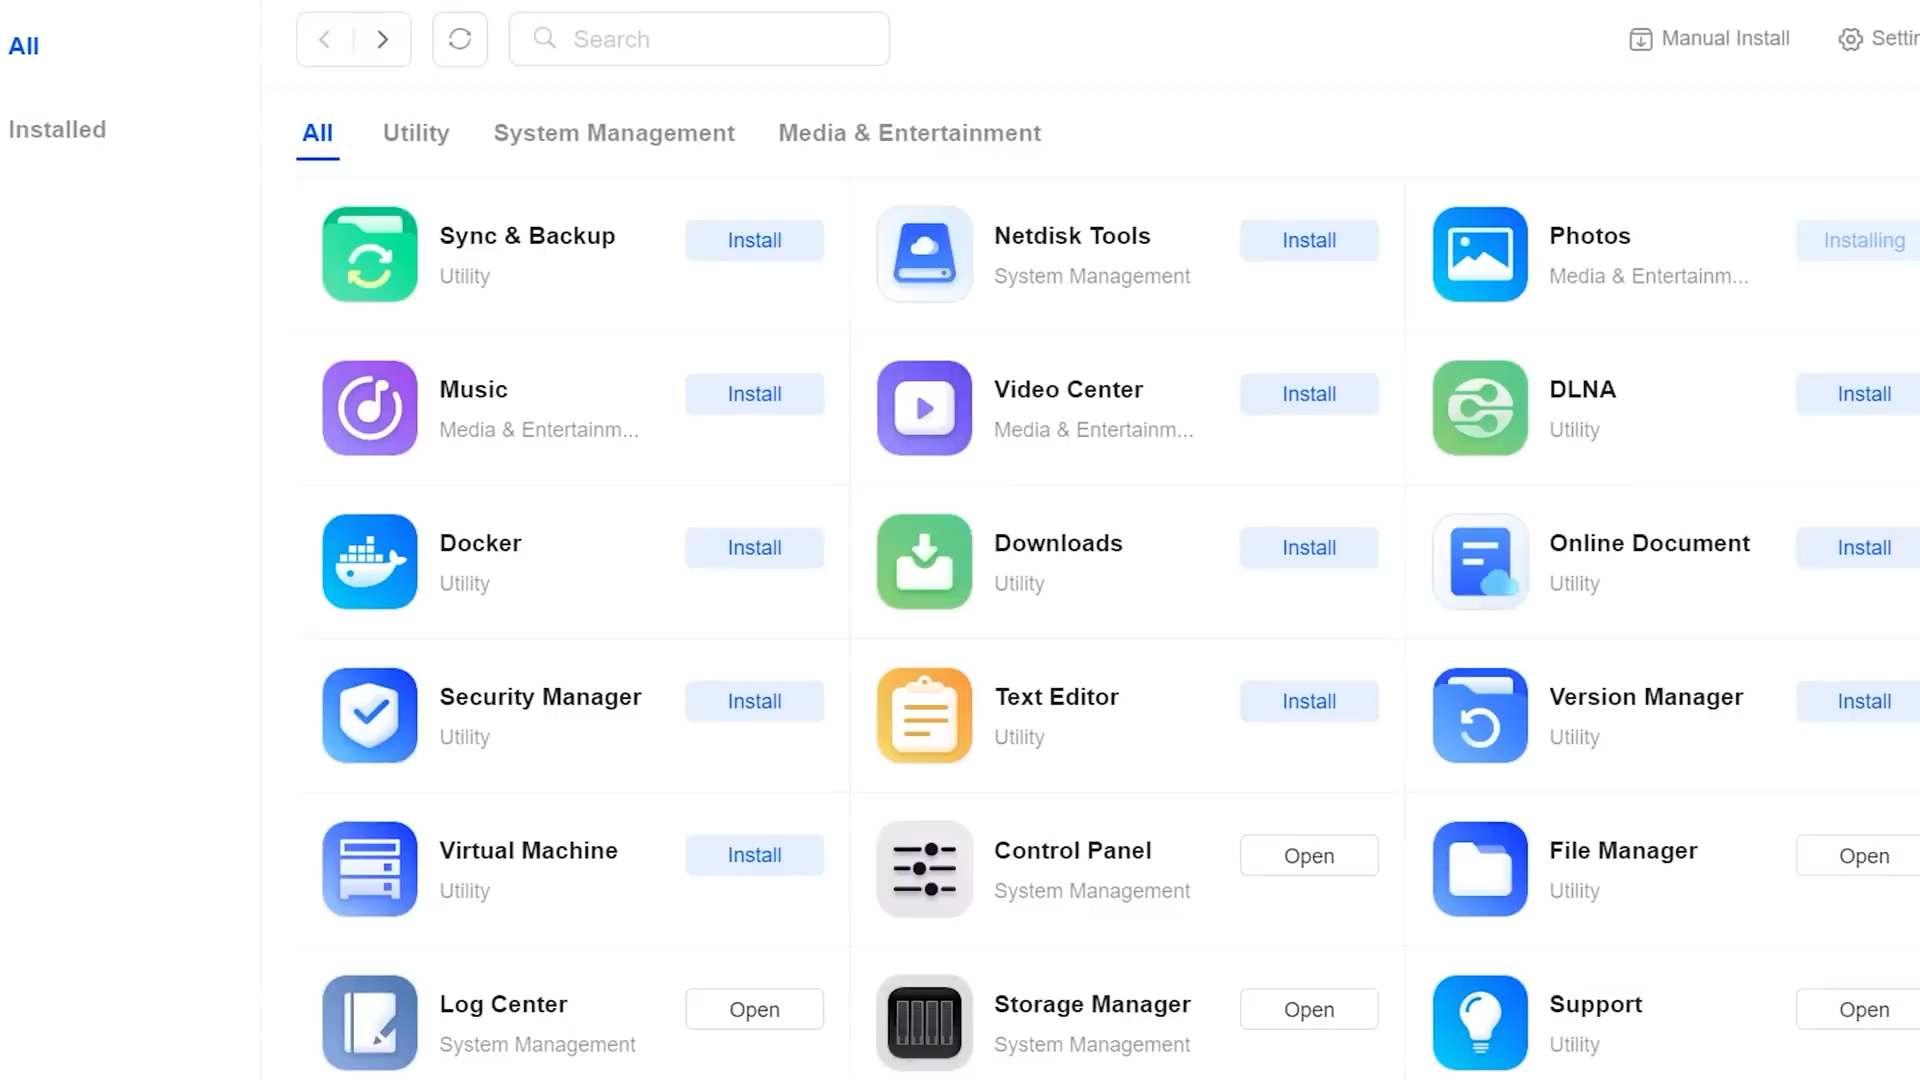 All
Installed
Search
Manual Install
Settin
All
Utility
System Management
Media & Entertainment
Sync & Backup
Utility
Install
Netdisk Tools
System Management
Install
Photos
Media & Entertainm...
Installing
Music
Media & Entertainm...
Install
Video Center
Media & Entertainm...
Install
DLNA
Utility
Install
Docker
Utility
Install
Downloads
Utility
Install
Online Document
Utility
Install
Security Manager
Utility
Install
Text Editor
Utility
Install
Version Manager
Utility
Install
Virtual Machine
Utility
Install
Control Panel
System Management
Open
File Manager
Utility
Open
Log Center
System Management
Open
Storage Manager
System Management
Open
Support
Utility
Open